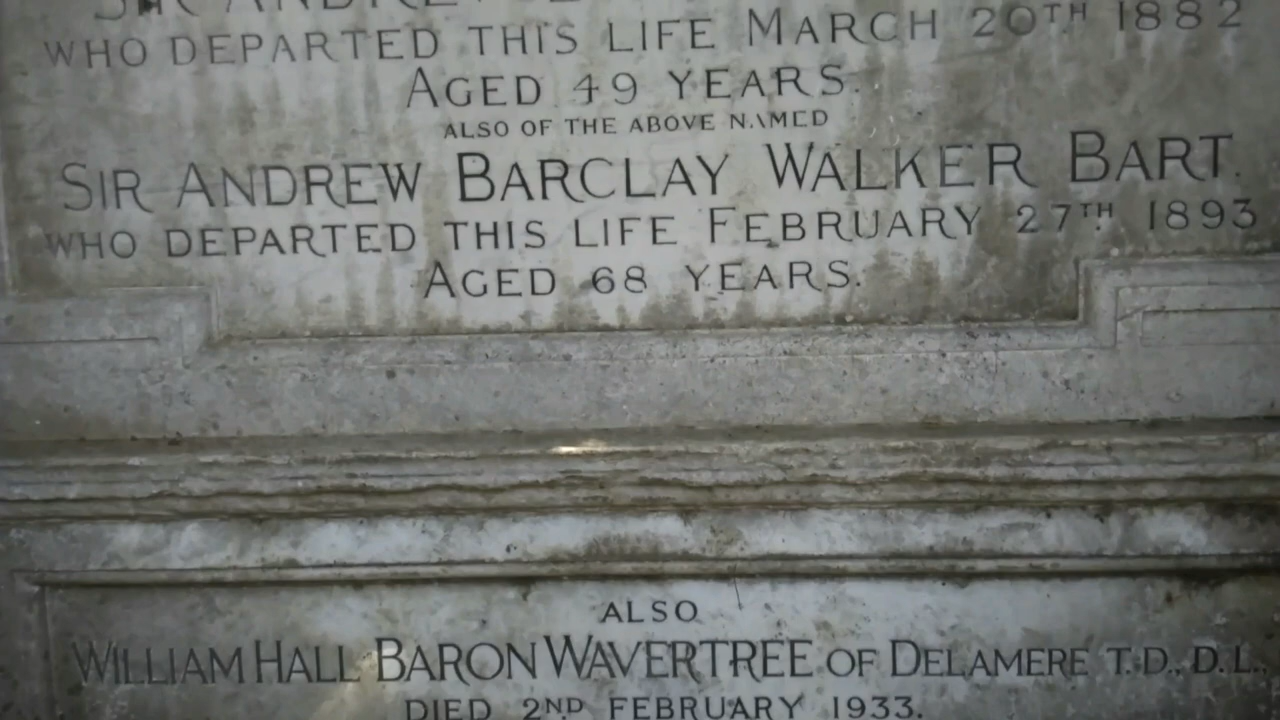 SIR ANDREW
WHO DEPARTED THIS LIFE MARCH 20TH 1882
AGED 49 YEARS.
ALSO OF THE ABOVE NAMED
SIR ANDREW BARCLAY WALKER BART.
WHO DEPARTED THIS LIFE FEBRUARY 27TH 1893
AGED 68 YEARS.
ALSO
WILLIAM HALL BARON WAVERTREE OF DELAMERE T.D., D.L.,
DIED 2ND FEBRUARY 1933.